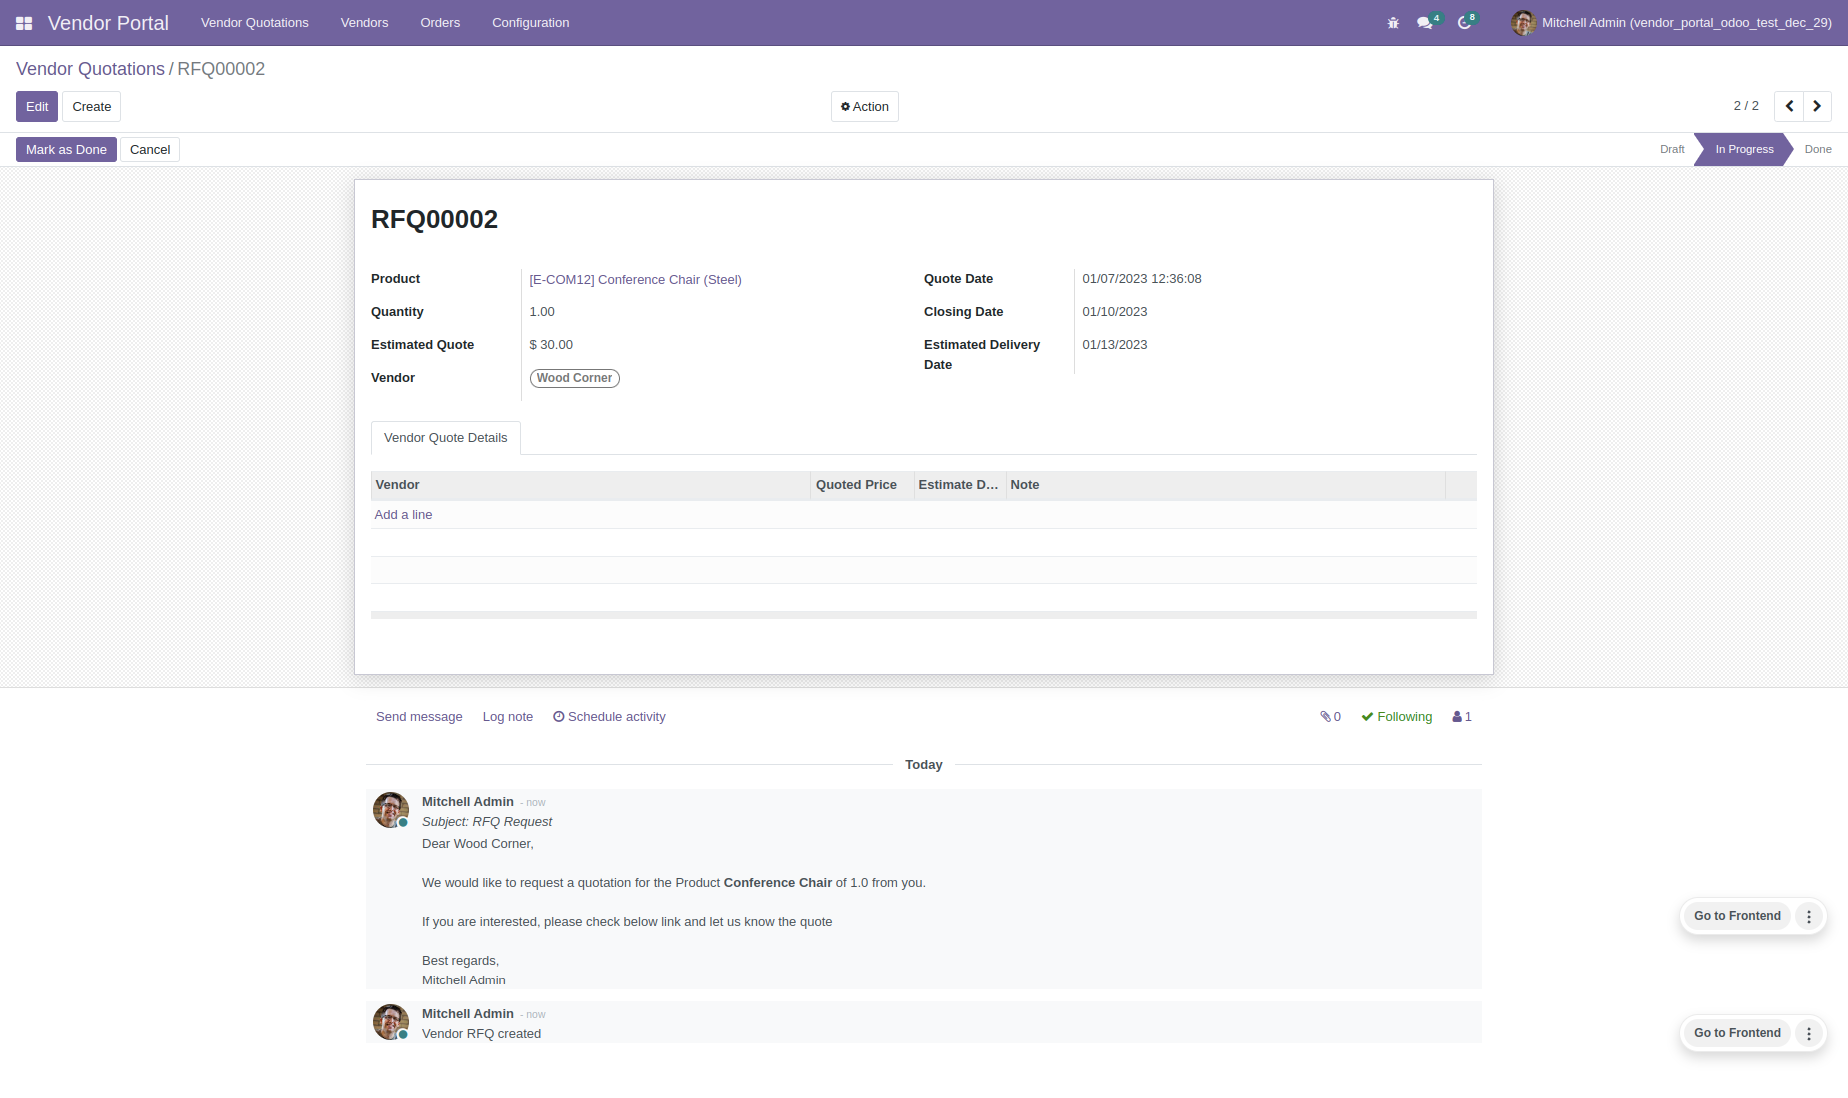 Vendor Portal Vendor Quotations Vendors Orders Configuration 4 8 Mitchell Admin (vendor_portal_odoo_test_dec_29)
Vendor Quotations / RFQ00002
Edit Create Action 2 / 2
Mark as Done Cancel Draft In Progress Done
RFQ00002
Product [E-COM12] Conference Chair (Steel) Quote Date 01/07/2023 12:36:08
Quantity 1.00 Closing Date 01/10/2023
Estimated Quote $ 30.00 Estimated Delivery 01/13/2023
Date
Vendor Wood Corner
Vendor Quote Details
Vendor Quoted Price Estimate D... Note
Add a line
Send message Log note Schedule activity 0 Following 1
Today
Mitchell Admin - now
Subject: RFQ Request
Dear Wood Corner,
We would like to request a quotation for the Product Conference Chair of 1.0 from you.
If you are interested, please check below link and let us know the quote
Go to Frontend
Best regards,
Mitchell Admin
Mitchell Admin - now
Vendor RFQ created
Go to Frontend